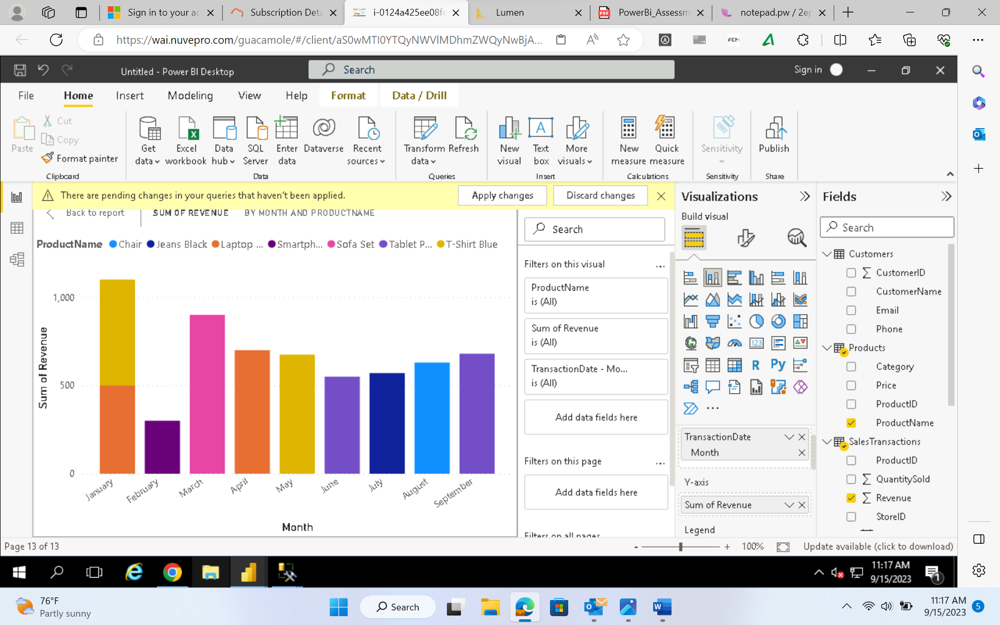 Sign in to your ac
Subscription Deta
i-0124a425ee08fe
Lumen
PDF
PowerBi_Assessm
notepad.pw / 2ep
https://wai.nuvepro.com/guacamole/#/client/aS0wMTI0YTQyNWVlMDhmZWQyNwBjA...
FCM
Untitled - Power BI Desktop
Search
Sign in
File
Home
Insert
Modeling
View
Help
Format
Data / Drill
Paste
Cut
Copy
Format painter
Clipboard
Get data
Excel workbook
Data hub
SQL Server
Enter data
Dataverse
Recent sources
Data
Transform data
Refresh
Queries
New visual
Text box
More visuals
Insert
New measure
Quick measure
Calculations
Sensitivity
Sensitivity
Publish
Share
There are pending changes in your queries that haven't been applied.
Apply changes
Discard changes
Back to report
SUM OF REVENUE
BY MONTH AND PRODUCTNAME
ProductName
Chair
Jeans Black
Laptop ...
Smartph...
Sofa Set
Tablet P...
T-Shirt Blue
1,000
500
0
Sum of Revenue
January
February
March
April
May
June
July
August
September
Month
Search
Filters on this visual
...
ProductName
is (All)
Sum of Revenue
is (All)
TransactionDate - Mo...
is (All)
Add data fields here
Filters on this page
...
Add data fields here
Filters on all pages
Visualizations
Build visual
123
R
Py
...
TransactionDate
Month
Y-axis
Sum of Revenue
Legend
Fields
Search
Customers
CustomerID
CustomerName
Email
Phone
Products
Category
Price
ProductID
ProductName
SalesTransactions
ProductID
QuantitySold
Revenue
StoreID
Page 13 of 13
- + 100%
Update available (click to download)
11:17 AM
9/15/2023
1
76°F
Partly sunny
Search
11:17 AM
9/15/2023
5